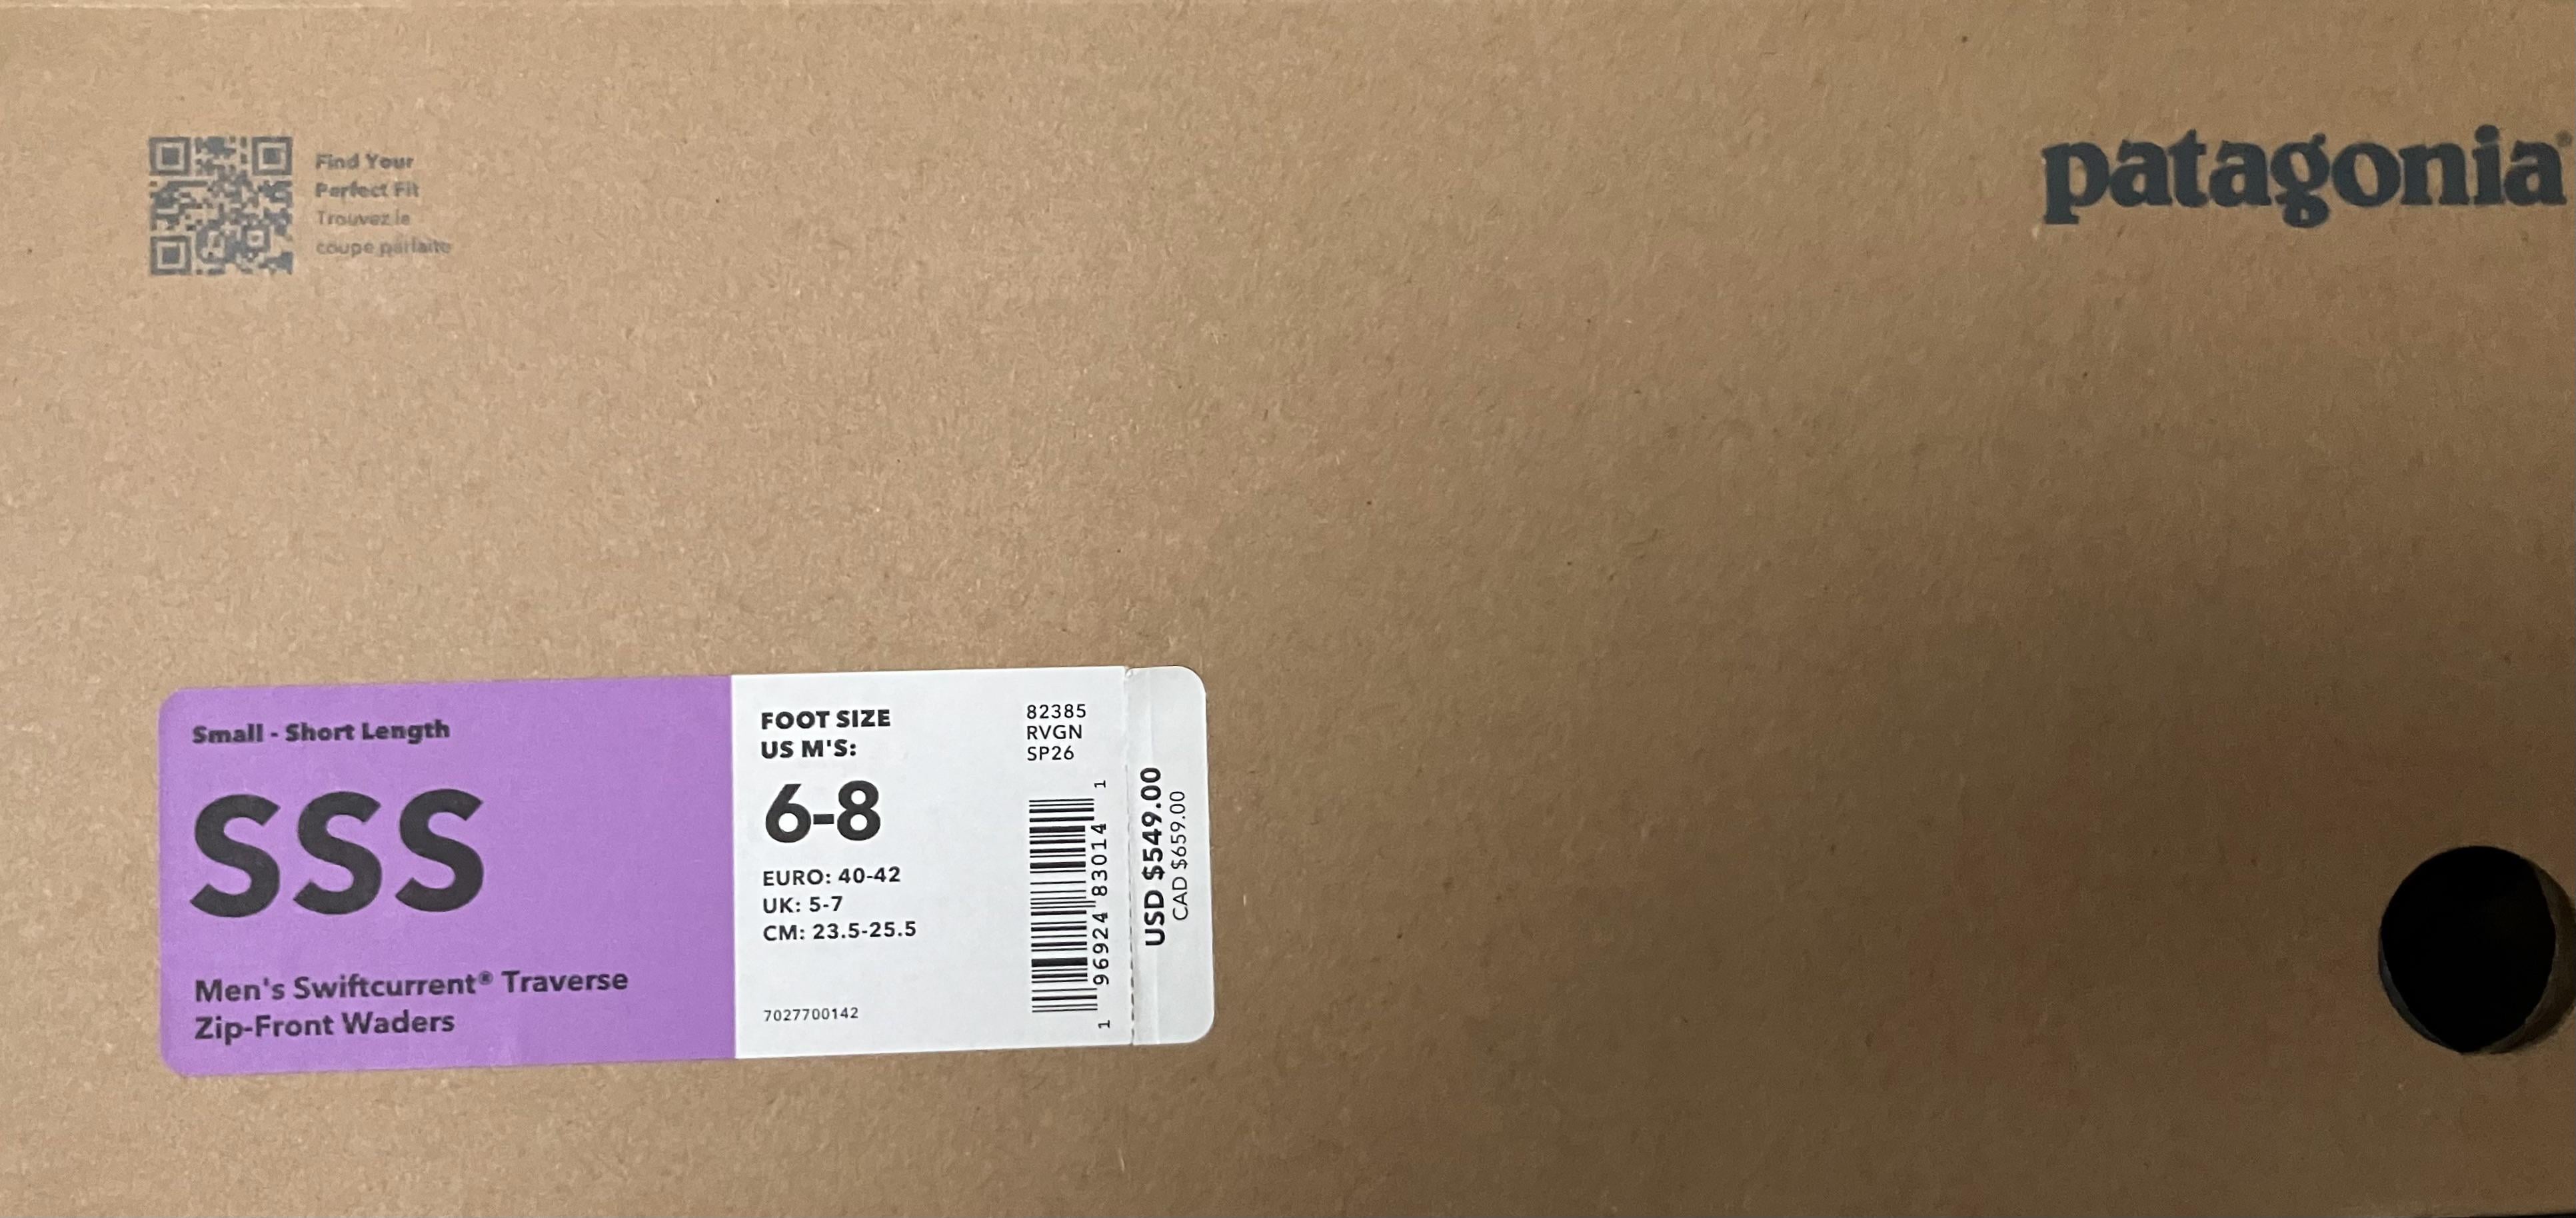 Find Your
Perfect Fit
Trouvez le
coupe parfaite
patagonia®
Small - Short Length
SSS
Men's Swiftcurrent® Traverse
Zip-Front Waders
FOOT SIZE
US M'S:
6-8
EURO: 40-42
UK: 5-7
CM: 23.5-25.5
7027700142
82385
RVGN
SP26
1 96924 83014 1
USD $549.00
CAD $659.00